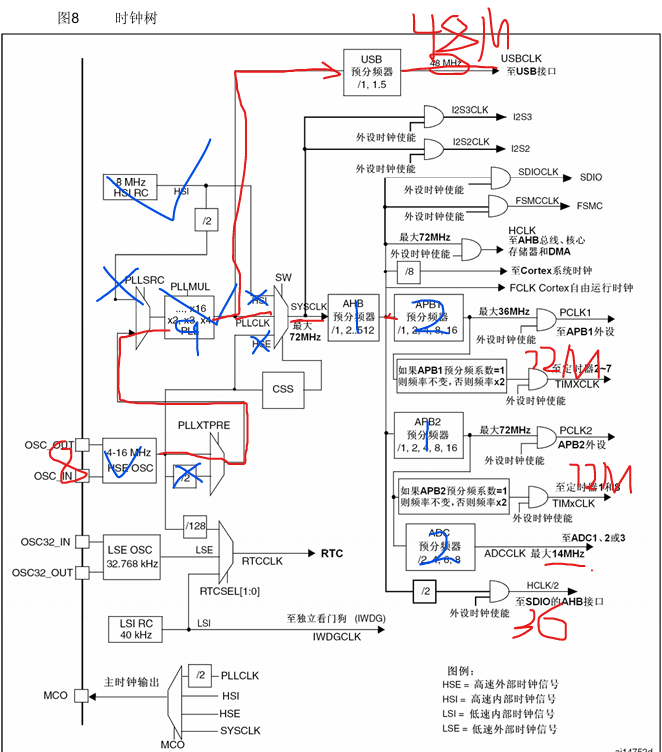 图8 时钟树
48M
USB
预分频器
/1, 1.5
48 MHz
USBCLK
至USB接口
I2S3CLK
I2S3
外设时钟使能
I2S2CLK
I2S2
外设时钟使能
8 MHz
HSI RC
HSI
/2
SDIOCLK
SDIO
外设时钟使能
FSMCCLK
FSMC
外设时钟使能
最大72MHz
HCLK
至AHB总线、核心
存储器和DMA
外设时钟使能
/8
至Cortex系统时钟
FCLK Cortex自由运行时钟
PLLSRC
PLLMUL
..., x16
x2, x3, x4
PLL
9
SW
HSI
PLLCLK
HSE
SYSCLK
最大
72MHz
AHB
预分频器
/1, 2..512
1
APB1
预分频器
/1, 2, 4, 8, 16
2
最大36MHz
PCLK1
至APB1外设
外设时钟使能
如果APB1预分频系数=1
则频率不变，否则频率x2
72M
至定时器2~7
TIMXCLK
外设时钟使能
CSS
PLLXTPRE
OSC_OUT
OSC_IN
8
4-16 MHz
HSE OSC
/2
APB2
预分频器
/1, 2, 4, 8, 16
1
最大72MHz
PCLK2
APB2外设
外设时钟使能
如果APB2预分频系数=1
则频率不变，否则频率x2
72M
至定时器1和8
TIMxCLK
外设时钟使能
/128
OSC32_IN
OSC32_OUT
LSE OSC
32.768 kHz
LSE
RTCCLK
RTC
RTCSEL[1:0]
ADC
预分频器
/2, 4, 6, 8
2
至ADC1、2或3
ADCCLK 最大14MHz
/2
HCLK/2
至SDIO的AHB接口
外设时钟使能
36
LSI RC
40 kHz
LSI
至独立看门狗 (IWDG)
IWDGCLK
MCO
主时钟输出
/2
PLLCLK
HSI
HSE
SYSCLK
MCO
图例:
HSE = 高速外部时钟信号
HSI = 高速内部时钟信号
LSI = 低速内部时钟信号
LSE = 低速外部时钟信号